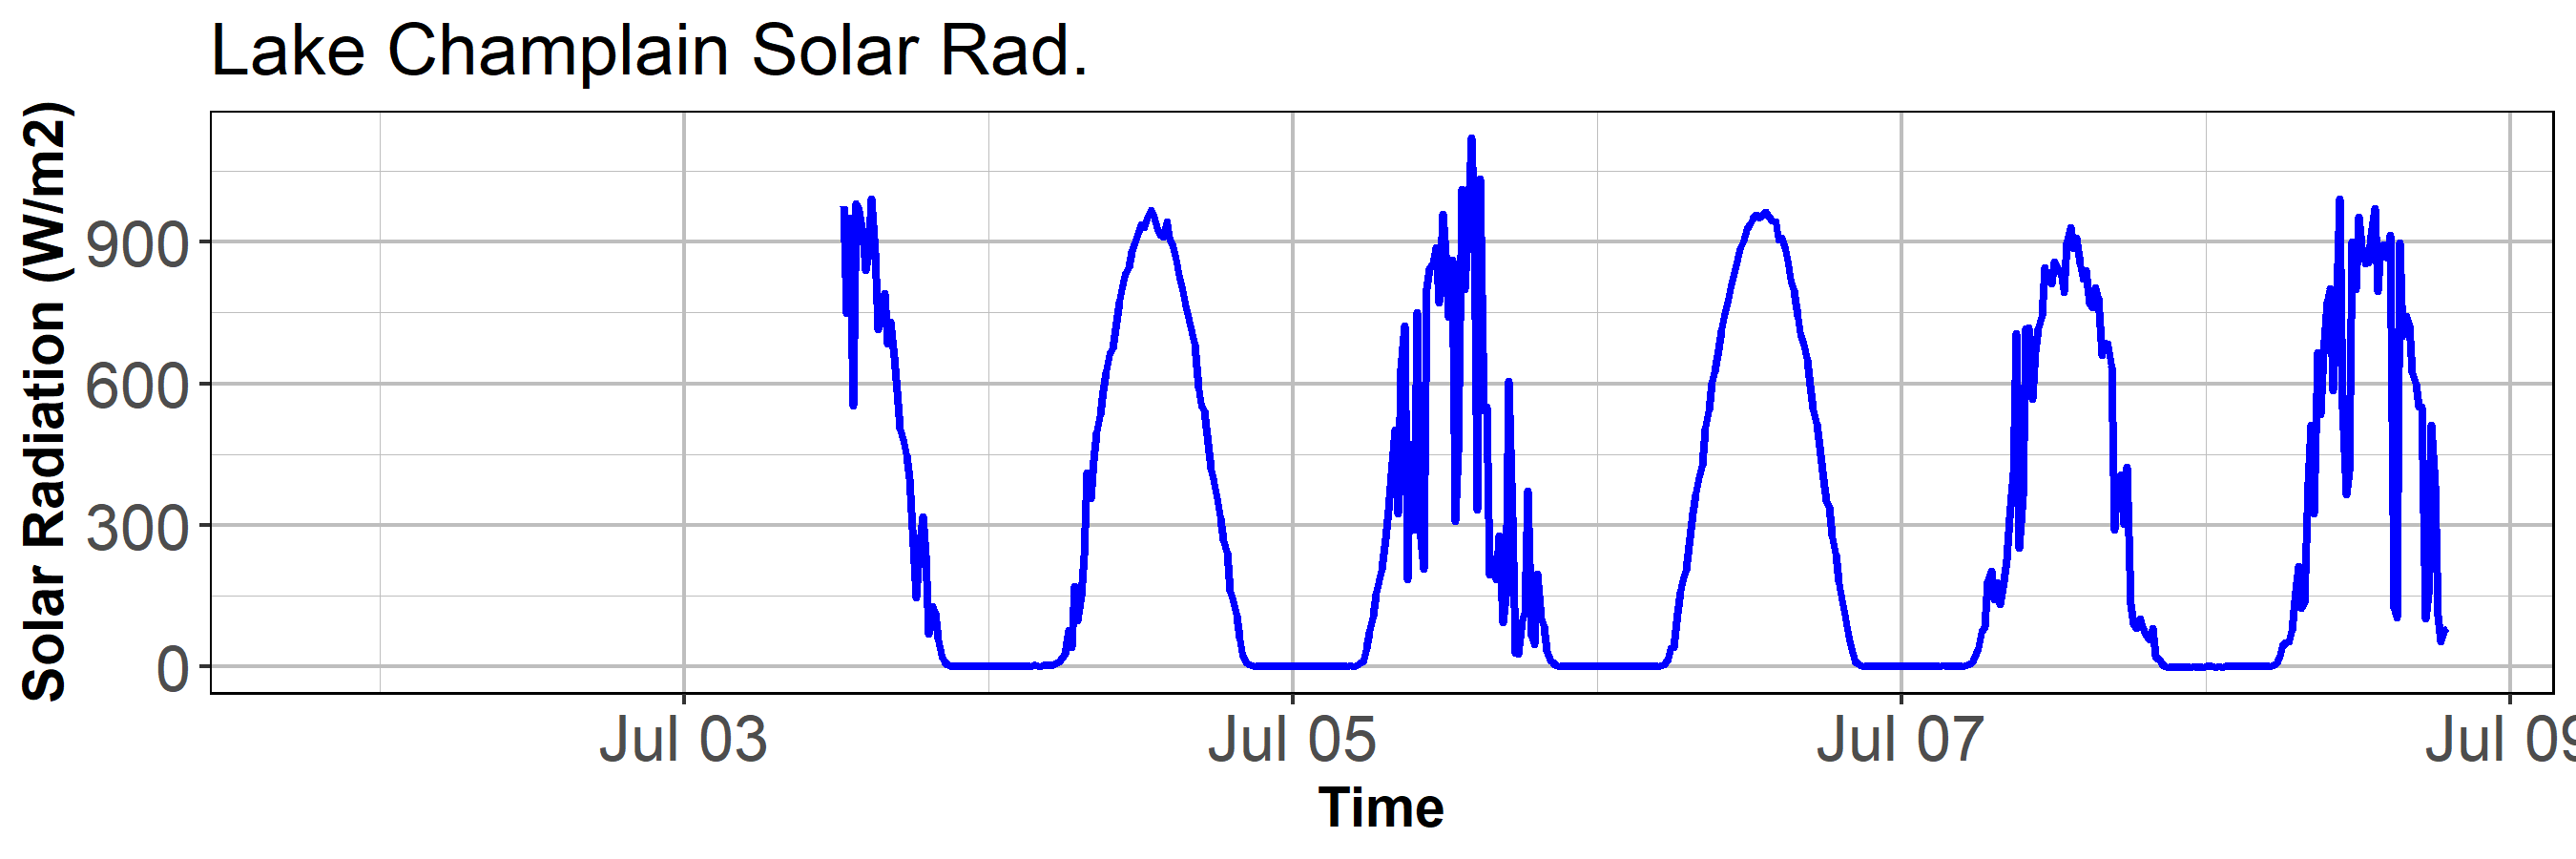 Lake Champlain Solar Rad.
Solar Radiation (W/m2)
900
600
300
0
Jul 03 Jul 05 Jul 07 Jul 09
Time